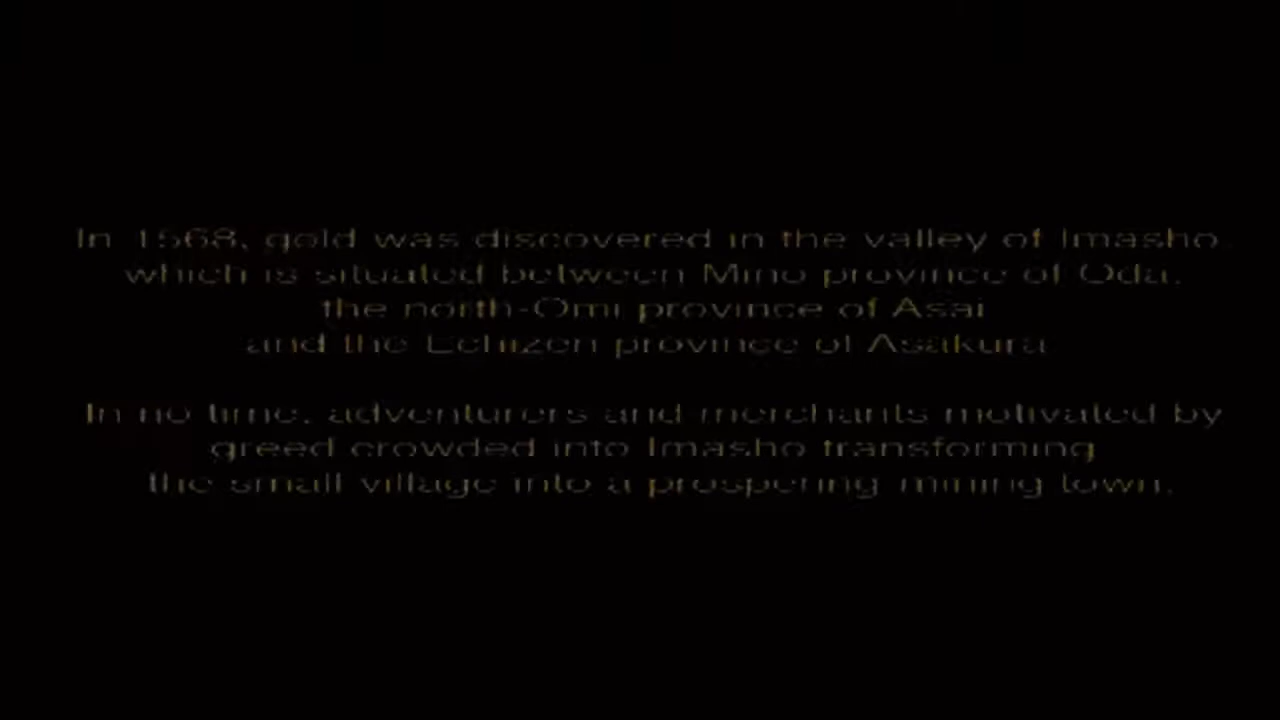 In 1568, gold was discovered in the valley of Imasho
which is situated between Mino province of Oda,
the north-Omi province of Asai
and the Echizen province of Asakura
In no time, adventurers and merchants motivated by
greed crowded into Imasho transforming
the small village into a prospering mining town.